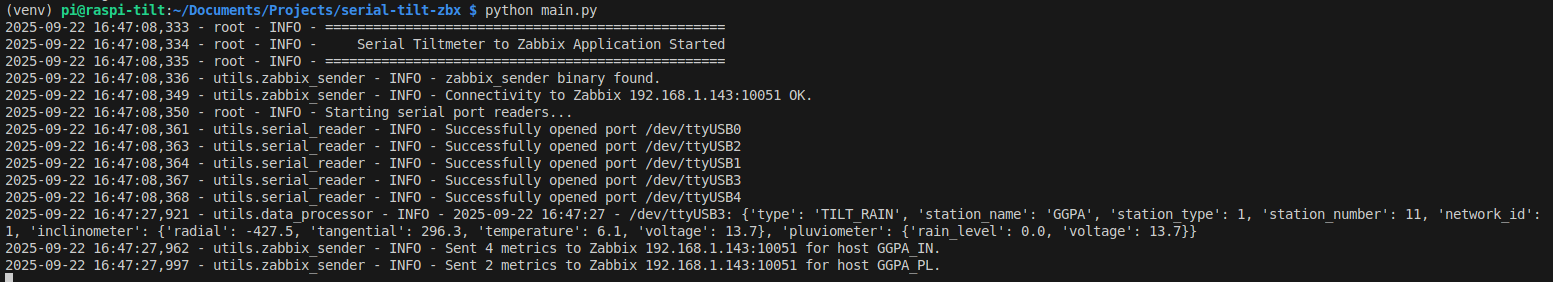 (venv) pi@raspi-tilt:~/Documents/Projects/serial-tilt-zbx $ python main.py
2025-09-22 16:47:08,333 - root - INFO - ==================================================
2025-09-22 16:47:08,334 - root - INFO -     Serial Tiltmeter to Zabbix Application Started
2025-09-22 16:47:08,335 - root - INFO - ==================================================
2025-09-22 16:47:08,336 - utils.zabbix_sender - INFO - zabbix_sender binary found.
2025-09-22 16:47:08,349 - utils.zabbix_sender - INFO - Connectivity to Zabbix 192.168.1.143:10051 OK.
2025-09-22 16:47:08,350 - root - INFO - Starting serial port readers...
2025-09-22 16:47:08,361 - utils.serial_reader - INFO - Successfully opened port /dev/ttyUSB0
2025-09-22 16:47:08,363 - utils.serial_reader - INFO - Successfully opened port /dev/ttyUSB2
2025-09-22 16:47:08,364 - utils.serial_reader - INFO - Successfully opened port /dev/ttyUSB1
2025-09-22 16:47:08,367 - utils.serial_reader - INFO - Successfully opened port /dev/ttyUSB3
2025-09-22 16:47:08,368 - utils.serial_reader - INFO - Successfully opened port /dev/ttyUSB4
2025-09-22 16:47:27,921 - utils.data_processor - INFO - 2025-09-22 16:47:27 - /dev/ttyUSB3: {'type': 'TILT_RAIN', 'station_name': 'GGPA', 'station_type': 1, 'station_number': 11, 'network_id':
1, 'inclinometer': {'radial': -427.5, 'tangential': 296.3, 'temperature': 6.1, 'voltage': 13.7}, 'pluviometer': {'rain_level': 0.0, 'voltage': 13.7}}
2025-09-22 16:47:27,962 - utils.zabbix_sender - INFO - Sent 4 metrics to Zabbix 192.168.1.143:10051 for host GGPA_IN.
2025-09-22 16:47:27,997 - utils.zabbix_sender - INFO - Sent 2 metrics to Zabbix 192.168.1.143:10051 for host GGPA_PL.